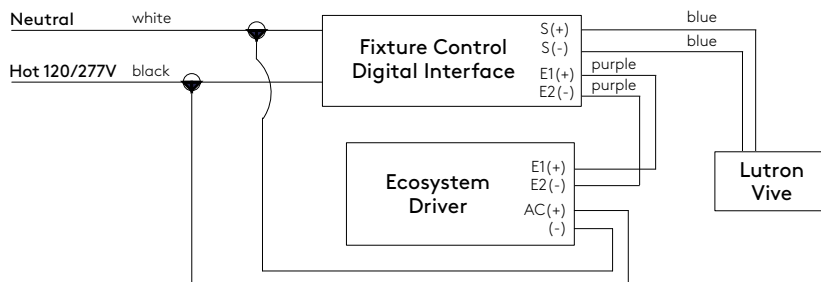 Neutral white
Hot 120/277V black
Fixture Control
Digital Interface
S(+)
S(-)
E1(+)
E2(-)
blue
blue
purple
purple
Ecosystem
Driver
E1(+)
E2(-)
AC(+)
(-)
Lutron
Vive